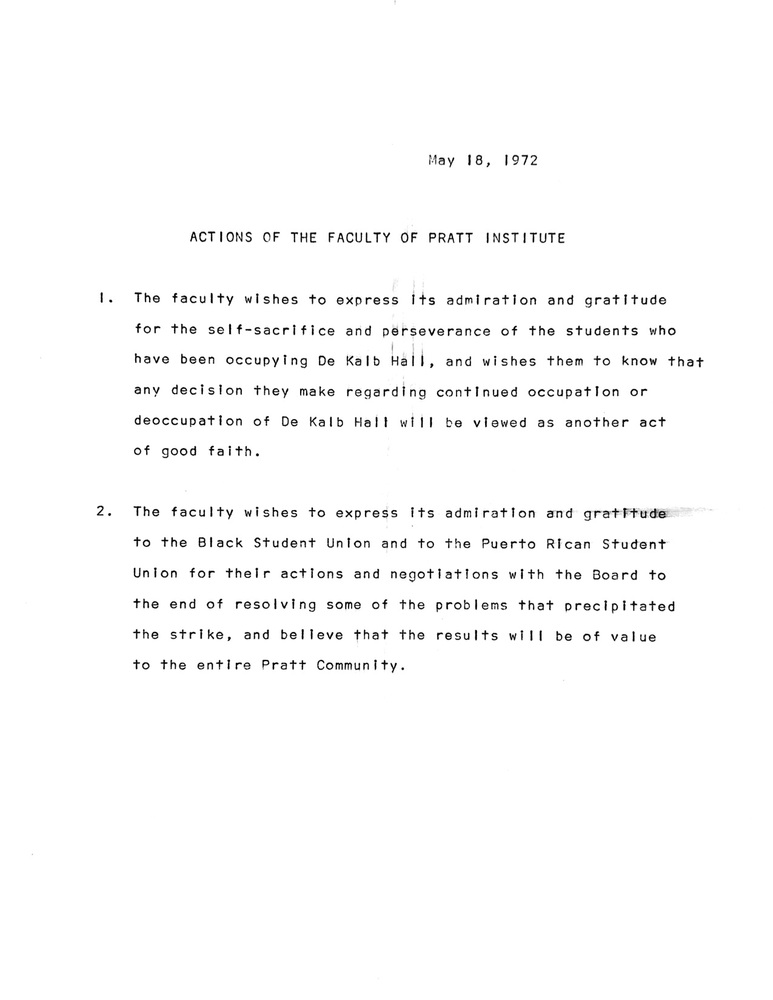 May 18, 1972
ACTIONS OF THE FACULTY OF PRATT INSTITUTE
1. The faculty wishes to express its admiration and gratitude
for the self-sacrifice and perseverance of the students who
have been occupying De Kalb Hall, and wishes them to know that
any decision they make regarding continued occupation or
deoccupation of De Kalb Hall will be viewed as another act
of good faith.
2. The faculty wishes to express its admiration and gratitude
to the Black Student Union and to the Puerto Rican Student
Union for their actions and negotiations with the Board to
the end of resolving some of the problems that precipitated
the strike, and believe that the results will be of value
to the entire Pratt Community.